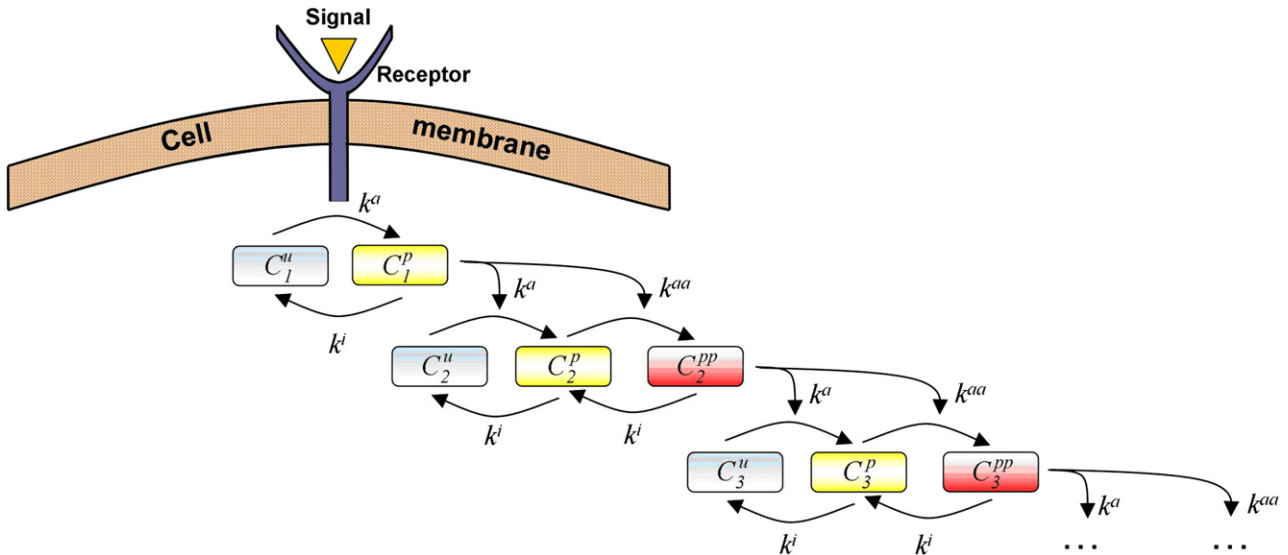 Signal
Receptor
Cell membrane
k^a
C_1^u C_1^p
k^a k^aa
k^i
C_2^u C_2^p C_2^pp
k^a k^aa
k^i k^i
C_3^u C_3^p C_3^pp
k^a k^aa
k^i k^i
... ...